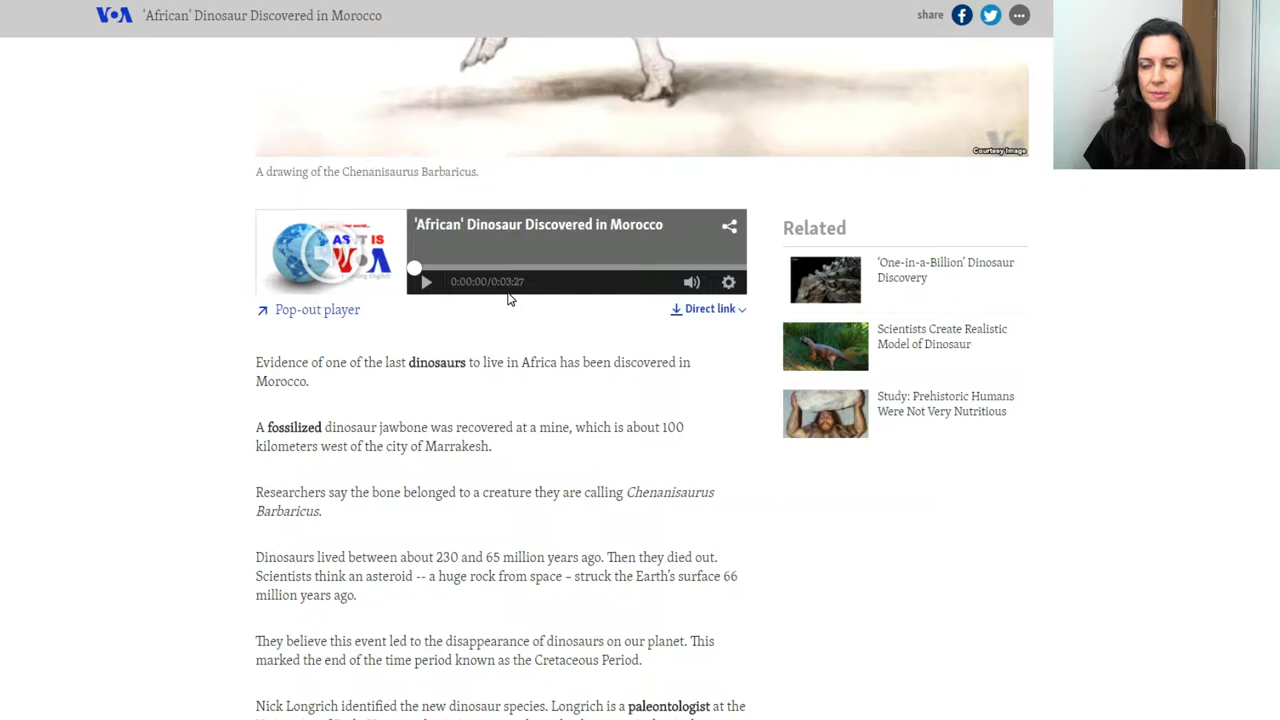 VOA 'African' Dinosaur Discovered in Morocco
share
Courtesy Image
A drawing of the Chenanisaurus Barbaricus.
AS IT IS
VOA
'African' Dinosaur Discovered in Morocco
0:00:00/0:03:27
Pop-out player
Direct link
Related
'One-in-a-Billion' Dinosaur
Discovery
Scientists Create Realistic
Model of Dinosaur
Study: Prehistoric Humans
Were Not Very Nutritious
Evidence of one of the last dinosaurs to live in Africa has been discovered in
Morocco.
A fossilized dinosaur jawbone was recovered at a mine, which is about 100
kilometers west of the city of Marrakesh.
Researchers say the bone belonged to a creature they are calling Chenanisaurus
Barbaricus.
Dinosaurs lived between about 230 and 65 million years ago. Then they died out.
Scientists think an asteroid -- a huge rock from space – struck the Earth's surface 66
million years ago.
They believe this event led to the disappearance of dinosaurs on our planet. This
marked the end of the time period known as the Cretaceous Period.
Nick Longrich identified the new dinosaur species. Longrich is a paleontologist at the